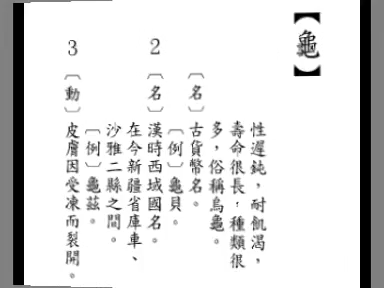 【龜】
性遲鈍，耐飢渴，
壽命很長，種類很
多，俗稱烏龜。
〔名〕古貨幣名。
〔例〕龜貝。
2〔名〕漢時西域國名。
在今新疆省庫車、
沙雅二縣之間。
〔例〕龜茲。
3〔動〕皮膚因受凍而裂開。